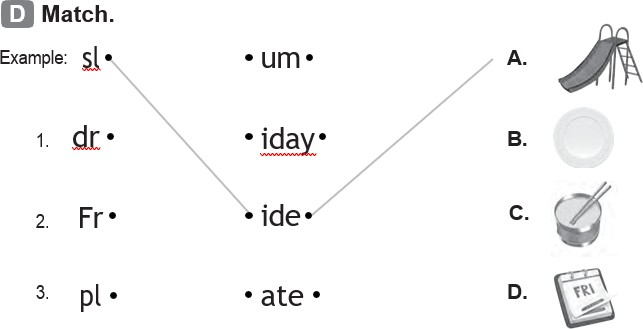 D Match.
Example: sl • • um • A.
1. dr • • iday • B.
2. Fr • • ide • C.
3. pl • • ate • D.
FRI